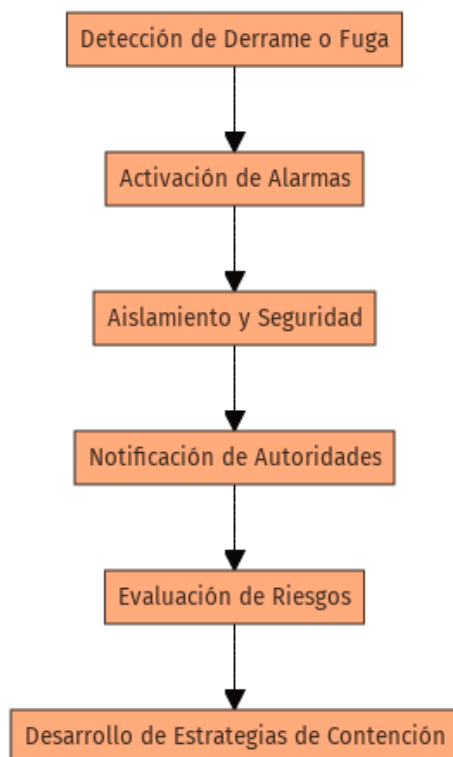 Detección de Derrame o Fuga
Activación de Alarmas
Aislamiento y Seguridad
Notificación de Autoridades
Evaluación de Riesgos
Desarrollo de Estrategias de Contención